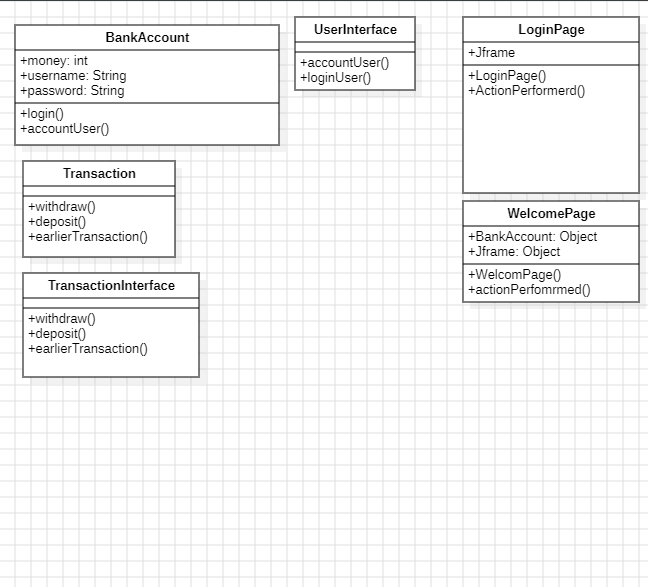 BankAccount
+money: int
+username: String
+password: String
+login()
+accountUser()
UserInterface
+accountUser()
+loginUser()
LoginPage
+Jframe
+LoginPage()
+ActionPerformerd()
Transaction
+withdraw()
+deposit()
+earlierTransaction()
WelcomePage
+BankAccount: Object
+Jframe: Object
+WelcomPage()
+actionPerfomrmed()
TransactionInterface
+withdraw()
+deposit()
+earlierTransaction()